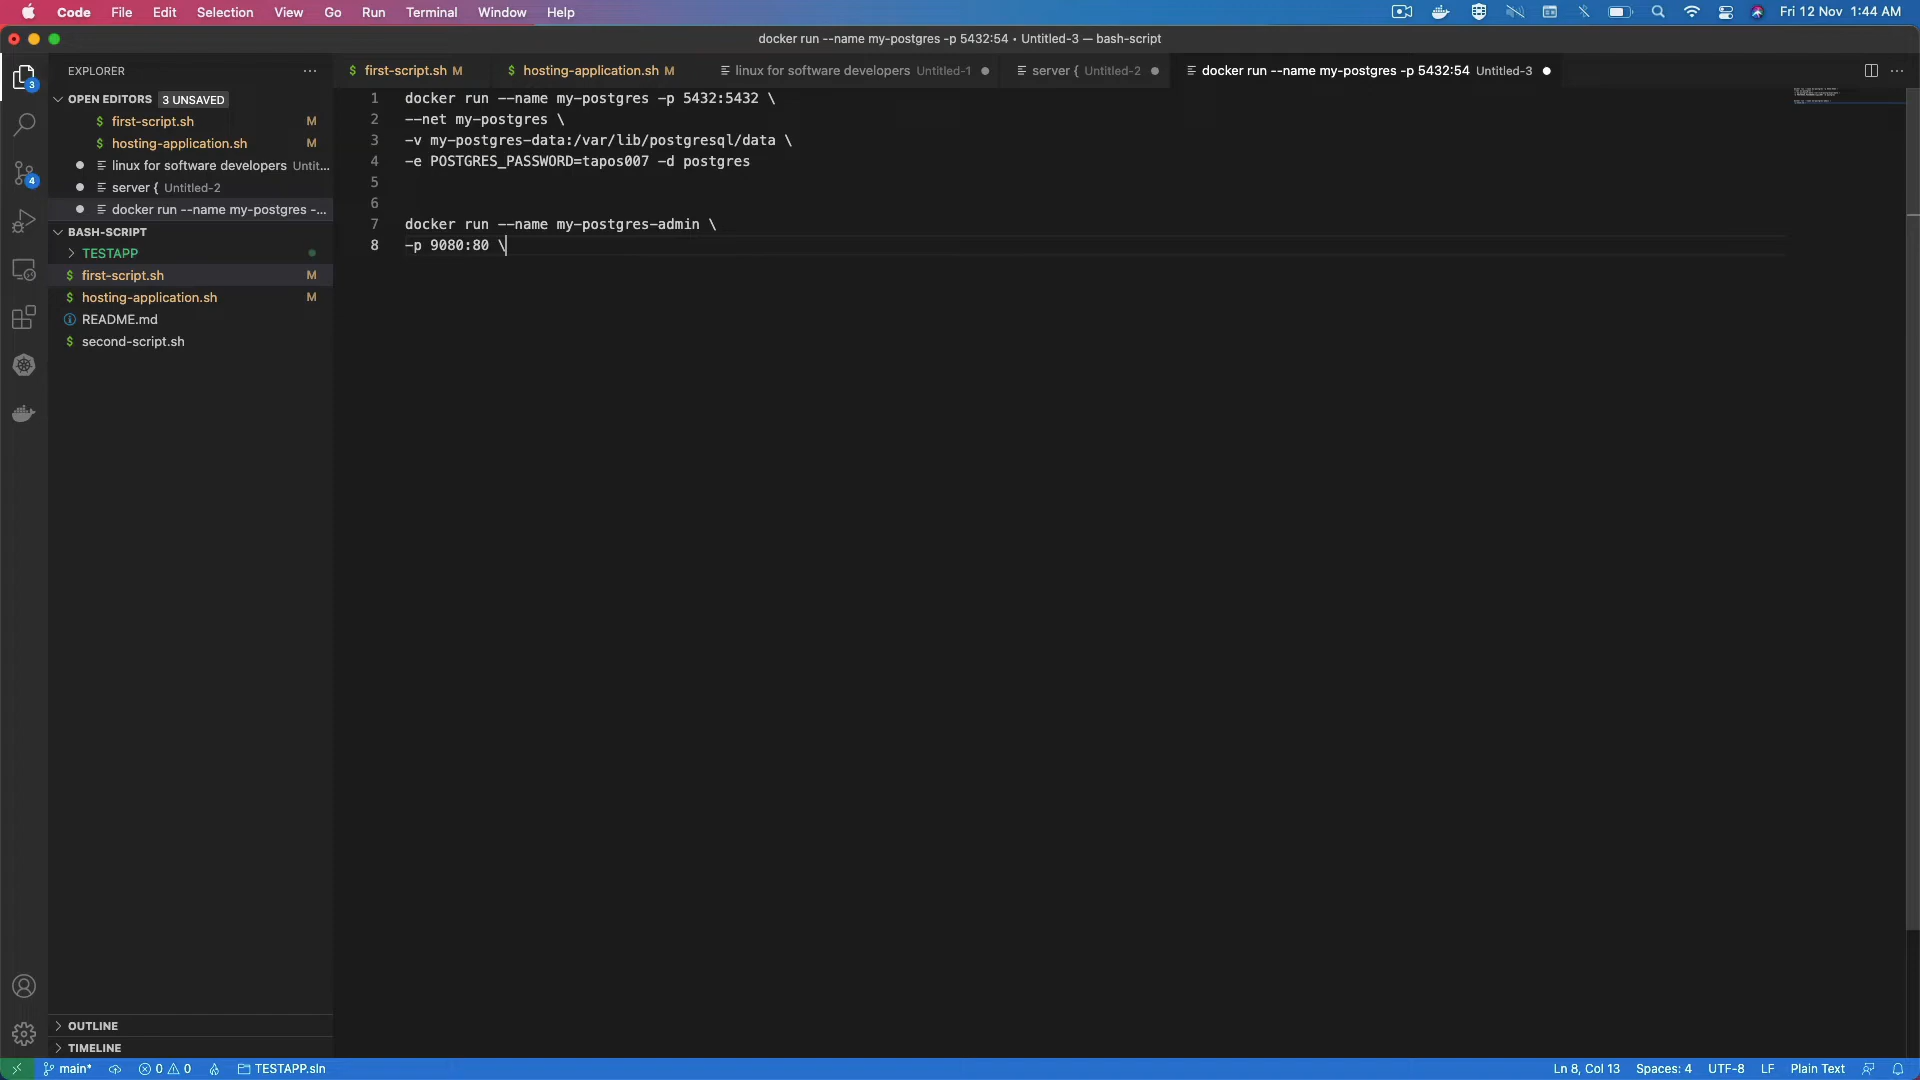 Code File Edit Selection View Go Run Terminal Window Help Fri 12 Nov 1:44 AM
docker run --name my-postgres -p 5432:54 • Untitled-3 — bash-script
EXPLORER
first-script.sh M
hosting-application.sh M
linux for software developers Untitled-1
server { Untitled-2
docker run --name my-postgres -p 5432:54 Untitled-3
OPEN EDITORS 3 UNSAVED
first-script.sh M
hosting-application.sh M
linux for software developers Untit...
server { Untitled-2
docker run --name my-postgres -...
BASH-SCRIPT
TESTAPP
$ first-script.sh M
$ hosting-application.sh M
README.md
$ second-script.sh
3
4
1 docker run --name my-postgres -p 5432:5432 \
2 --net my-postgres \
3 -v my-postgres-data:/var/lib/postgresql/data \
4 -e POSTGRES_PASSWORD=tapos007 -d postgres
5
6
7 docker run --name my-postgres-admin \
8 -p 9080:80 \
OUTLINE
TIMELINE
main* 0 0 TESTAPP.sln Ln 8, Col 13 Spaces: 4 UTF-8 LF Plain Text